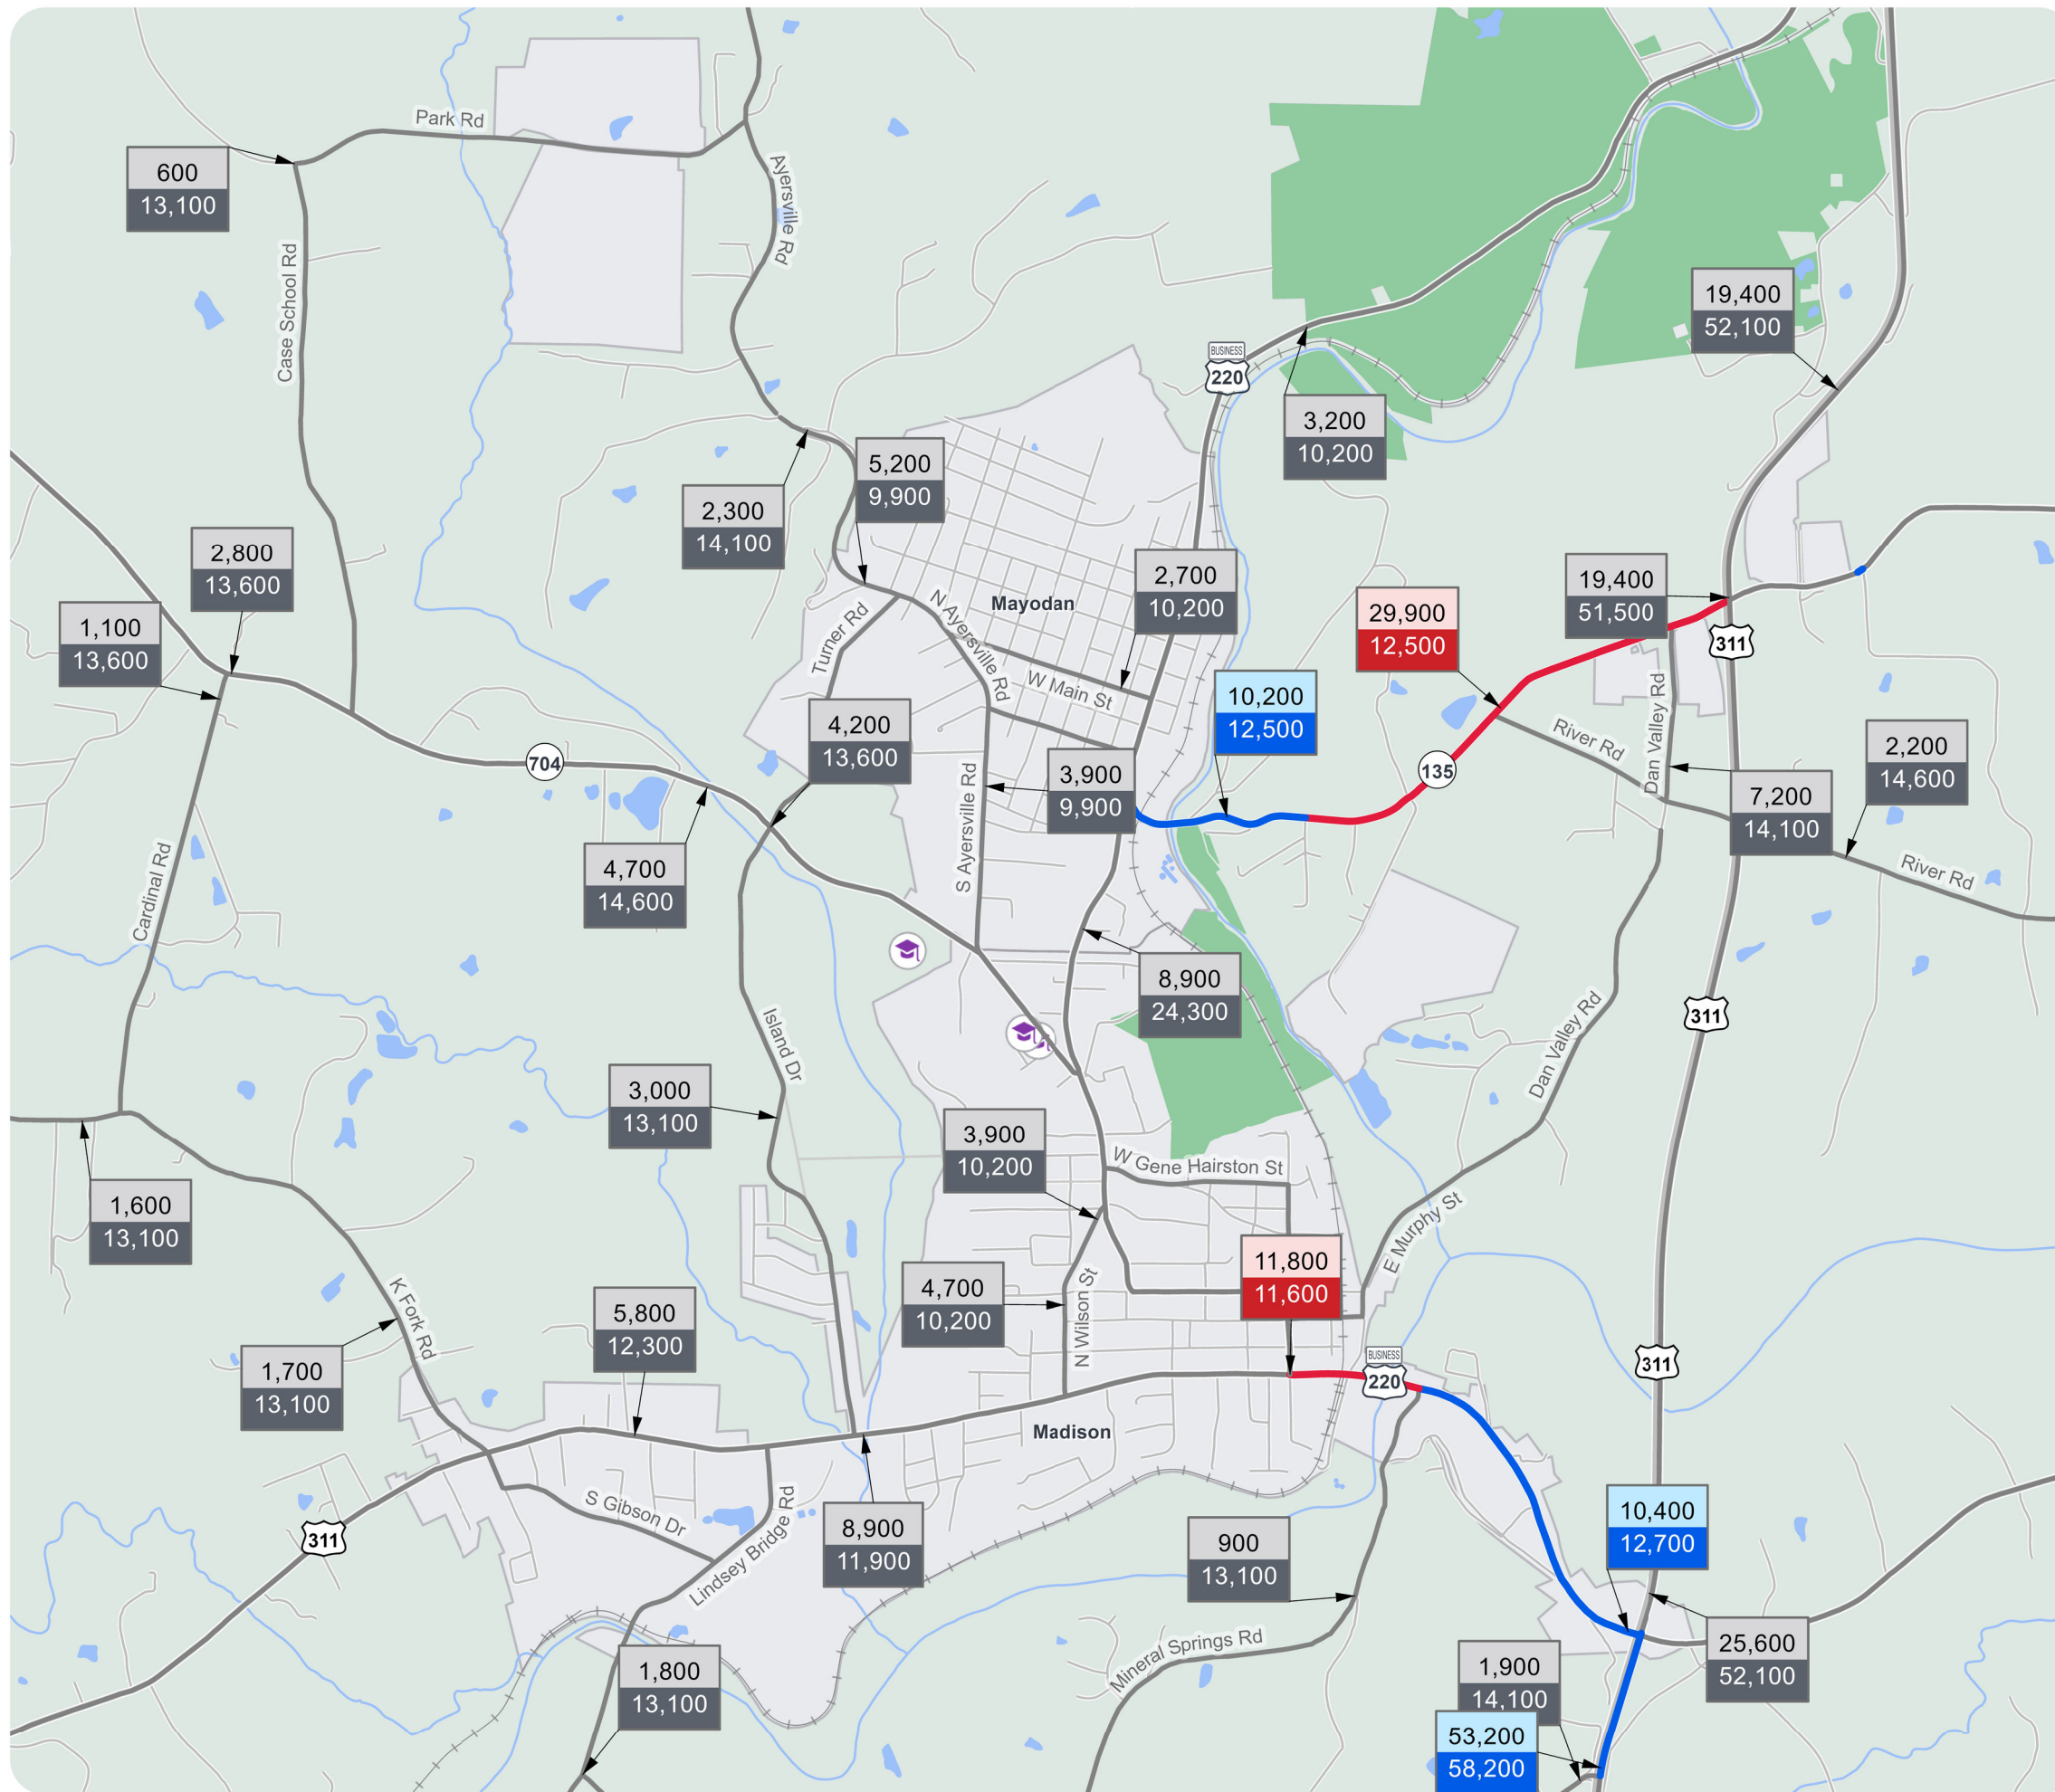 Park Rd
600
13,100
Ayersville Rd
Case School Rd
19,400
52,100
BUSINESS
220
3,200
10,200
5,200
9,900
2,300
14,100
2,800
13,600
2,700
10,200
19,400
51,500
1,100
13,600
29,900
12,500
N Ayersville Rd
Mayodan
Turner Rd
311
W Main St
10,200
12,500
River Rd
Dan Valley Rd
4,200
13,600
2,200
14,600
704
3,900
9,900
135
7,200
14,100
S Ayersville Rd
4,700
14,600
River Rd
Cardinal Rd
8,900
24,300
311
Island Dr
Dan Valley Rd
3,000
13,100
3,900
10,200
W Gene Hairston St
1,600
13,100
E Murphy St
11,800
11,600
4,700
10,200
N Wilson St
K Fork Rd
5,800
12,300
1,700
13,100
BUSINESS
220
311
Madison
S Gibson Dr
Lindsey Bridge Rd
311
8,900
11,900
900
13,100
10,400
12,700
Mineral Springs Rd
25,600
52,100
1,800
13,100
1,900
14,100
53,200
58,200